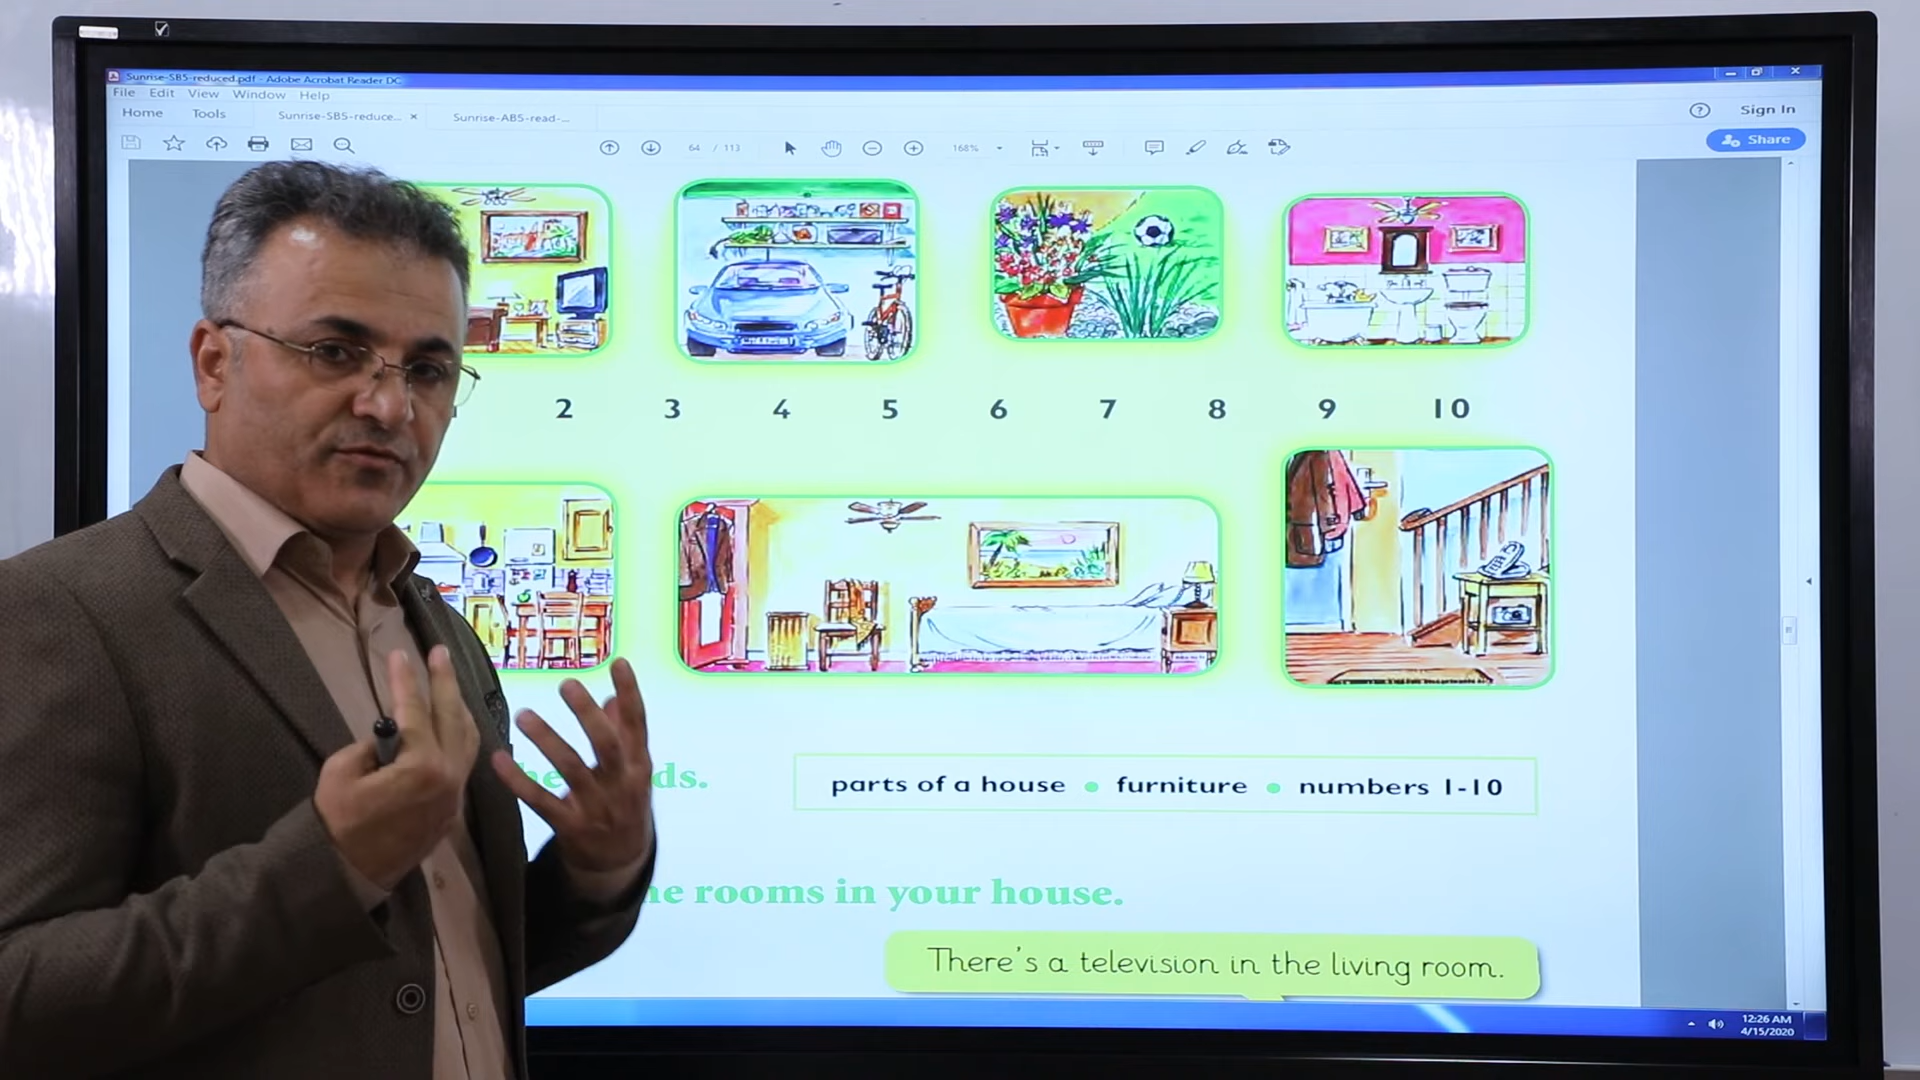 Sunrise-SB5-reduced.pdf - Adobe Acrobat Reader DC
File Edit View Window Help
Home Tools Sunrise-SB5-reduce... × Sunrise-AB5-read-...
? Sign In
64 / 113 168%
Share
2 3 4 5 6 7 8 9 10
ds.
parts of a house • furniture • numbers 1-10
rooms in your house.
There's a television in the living room.
12:26 AM
4/15/2020